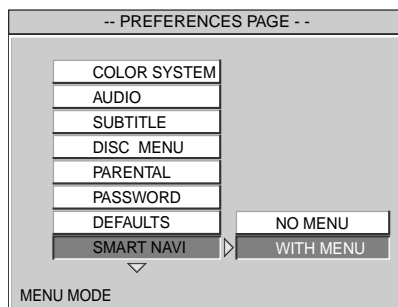 -- PREFERENCES PAGE - -
COLOR SYSTEM
AUDIO
SUBTITLE
DISC MENU
PARENTAL
PASSWORD
DEFAULTS
NO MENU
SMART NAVI
WITH MENU
MENU MODE